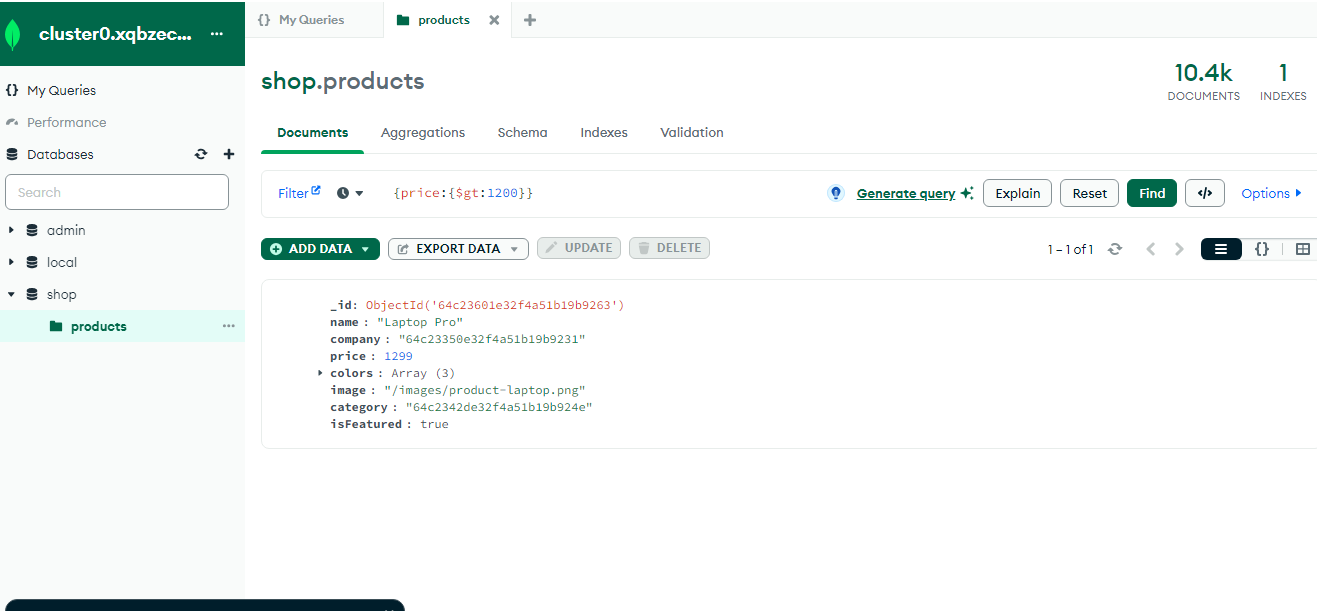 cluster0.xqbzec...
{} My Queries
products
shop.products
10.4k
DOCUMENTS
1
INDEXES
{} My Queries
Performance
Databases
Search
admin
local
shop
products
Documents
Aggregations
Schema
Indexes
Validation
Filter
{price:{$gt:1200}}
Generate query
Explain
Reset
Find
</>
Options
ADD DATA
EXPORT DATA
UPDATE
DELETE
1 – 1 of 1
{}
_id: ObjectId('64c23601e32f4a51b19b9263')
name : "Laptop Pro"
company : "64c23350e32f4a51b19b9231"
price : 1299
colors : Array (3)
image : "/images/product-laptop.png"
category : "64c2342de32f4a51b19b924e"
isFeatured : true